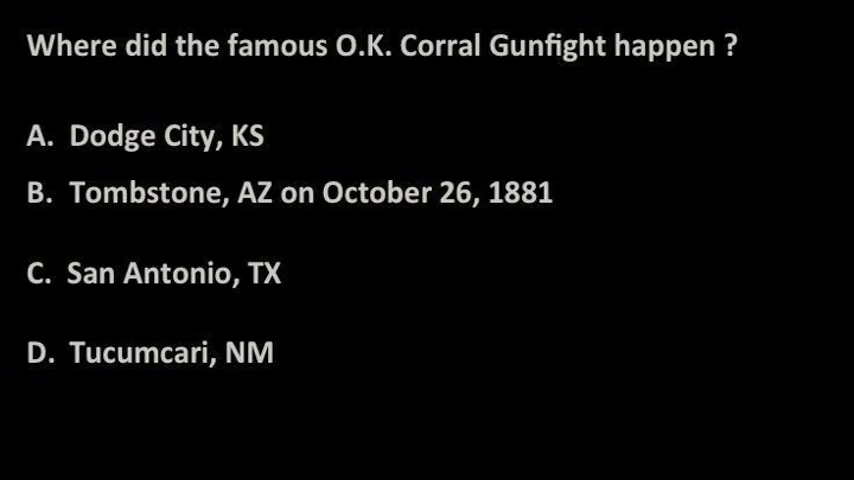 Where did the famous O.K. Corral Gunfight happen ?
A. Dodge City, KS
B. Tombstone, AZ on October 26, 1881
C. San Antonio, TX
D. Tucumcari, NM